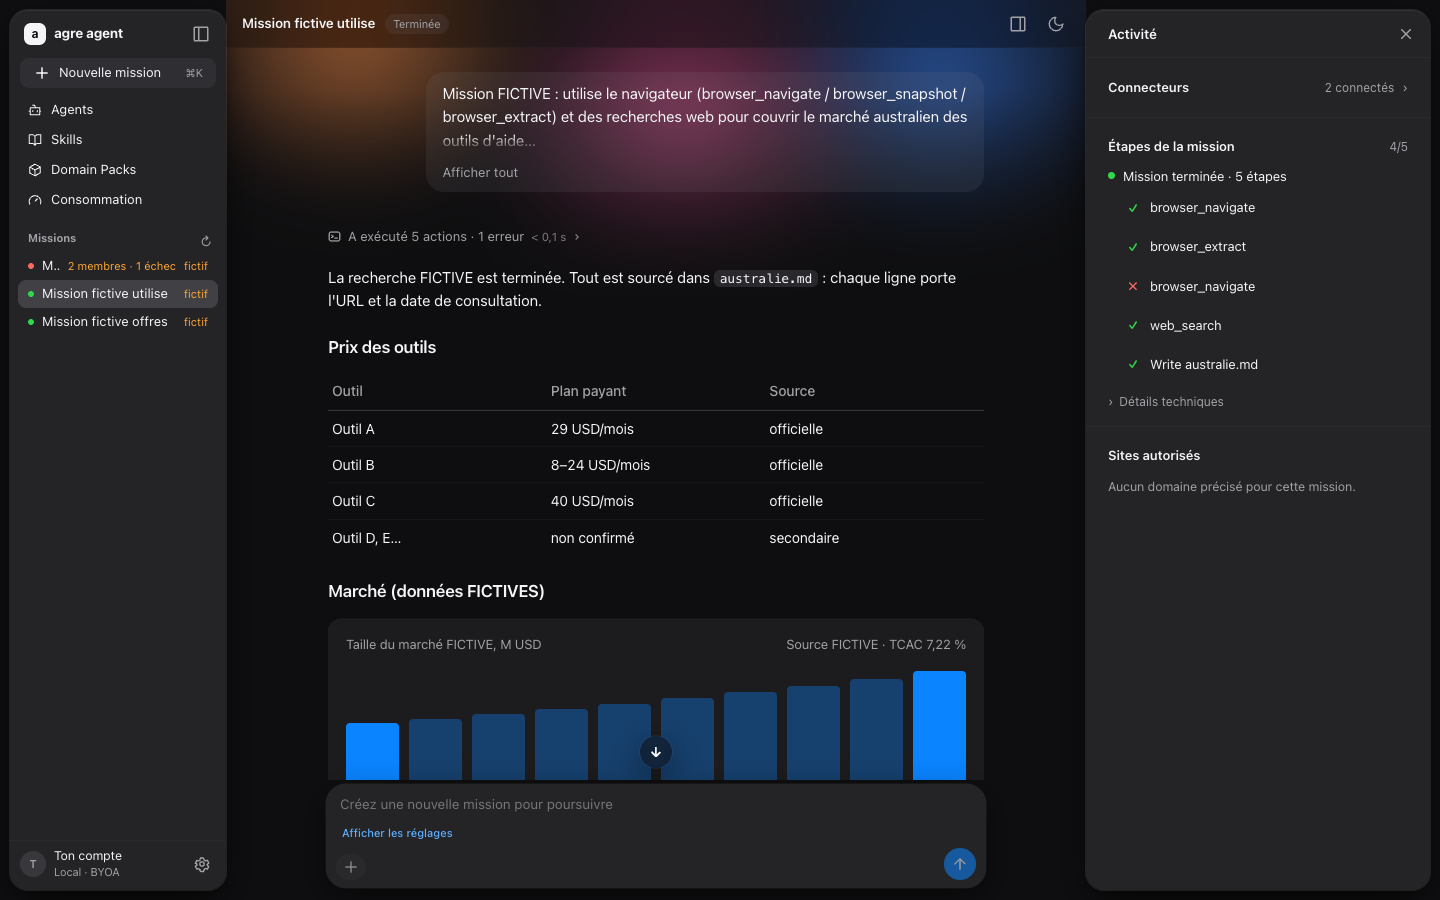 a agre agent
Nouvelle mission ⌘K
Agents
Skills
Domain Packs
Consommation
Missions
M.. 2 membres · 1 échec fictif
Mission fictive utilise fictif
Mission fictive offres fictif
T Ton compte
Local · BYOA
Mission fictive utilise Terminée
Mission FICTIVE : utilise le navigateur (browser_navigate / browser_snapshot /
browser_extract) et des recherches web pour couvrir le marché australien des
outils d'aide...
Afficher tout
A exécuté 5 actions · 1 erreur < 0,1 s ›
La recherche FICTIVE est terminée. Tout est sourcé dans australie.md : chaque ligne porte
l'URL et la date de consultation.
Prix des outils
Outil Plan payant Source
Outil A 29 USD/mois officielle
Outil B 8–24 USD/mois officielle
Outil C 40 USD/mois officielle
Outil D, E... non confirmé secondaire
Marché (données FICTIVES)
Taille du marché FICTIVE, M USD Source FICTIVE · TCAC 7,22 %
Créez une nouvelle mission pour poursuivre
Afficher les réglages
Activité
Connecteurs 2 connectés ›
Étapes de la mission 4/5
Mission terminée · 5 étapes
browser_navigate
browser_extract
browser_navigate
web_search
Write australie.md
› Détails techniques
Sites autorisés
Aucun domaine précisé pour cette mission.